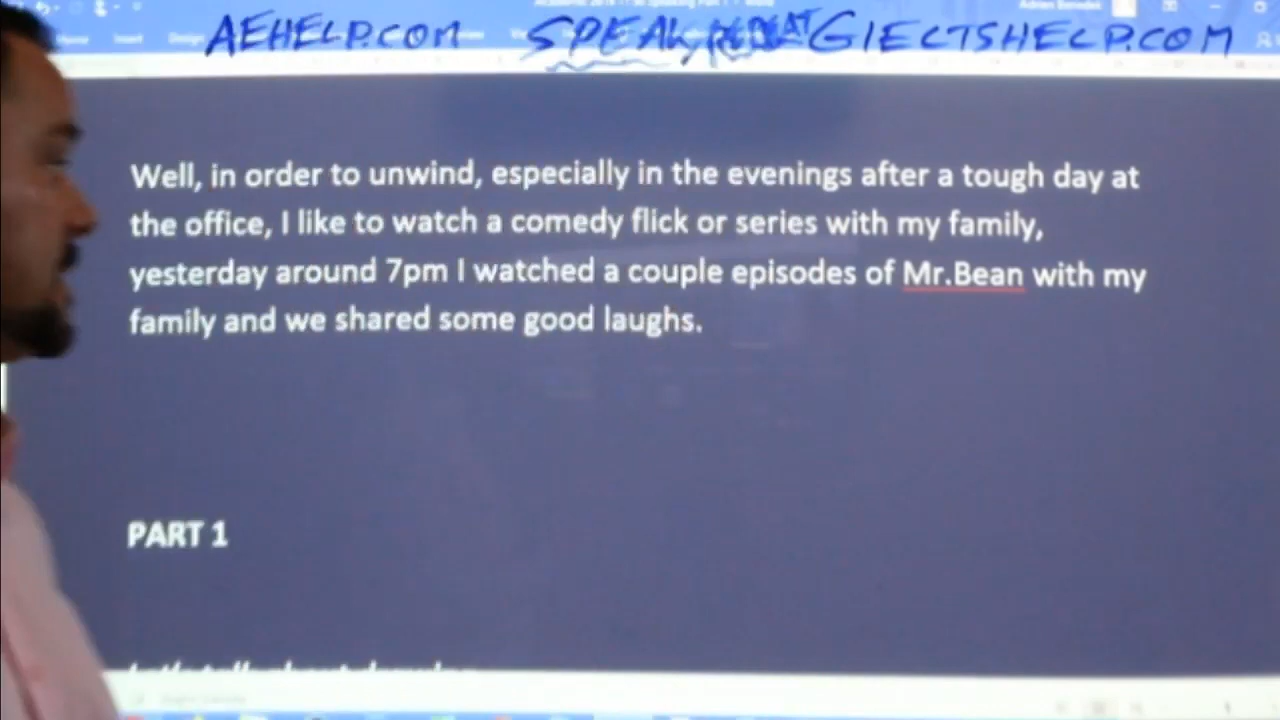 AEHELP.COM SPEAK GIELTSHELP.COM
Well, in order to unwind, especially in the evenings after a tough day at
the office, I like to watch a comedy flick or series with my family,
yesterday around 7pm I watched a couple episodes of Mr.Bean with my
family and we shared some good laughs.
PART 1